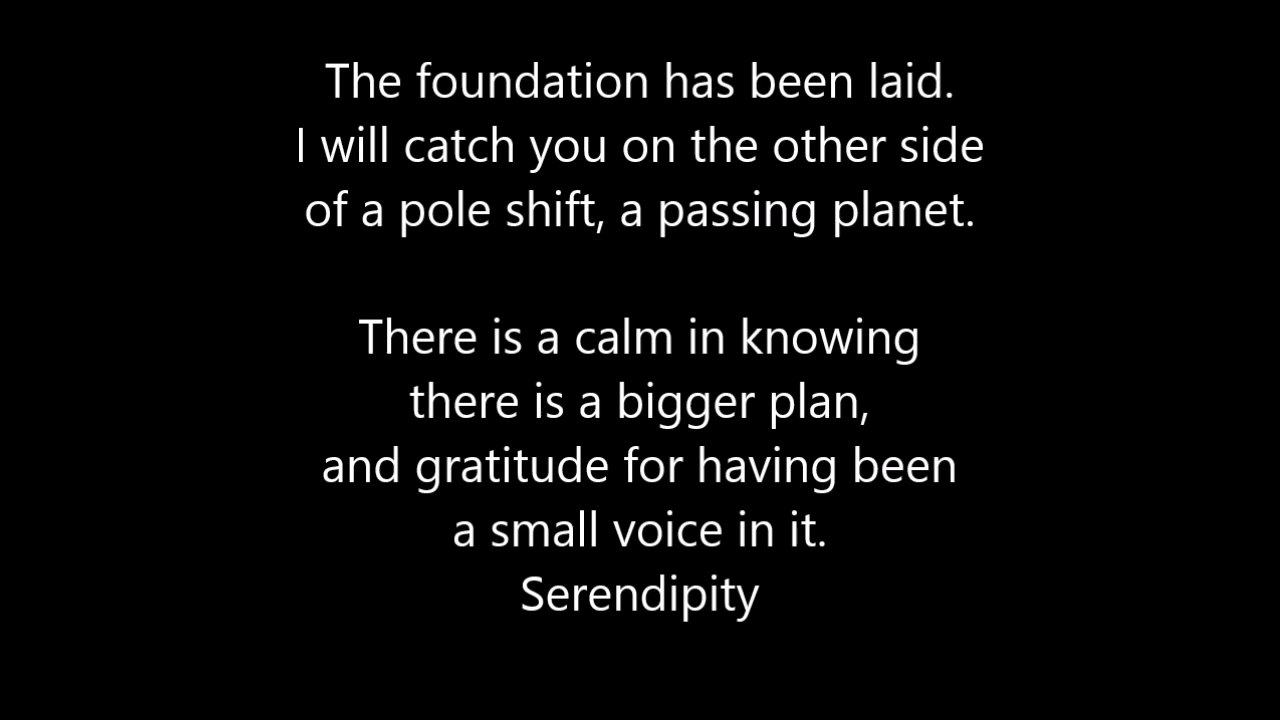 The foundation has been laid.
I will catch you on the other side
of a pole shift, a passing planet.
There is a calm in knowing
there is a bigger plan,
and gratitude for having been
a small voice in it.
Serendipity